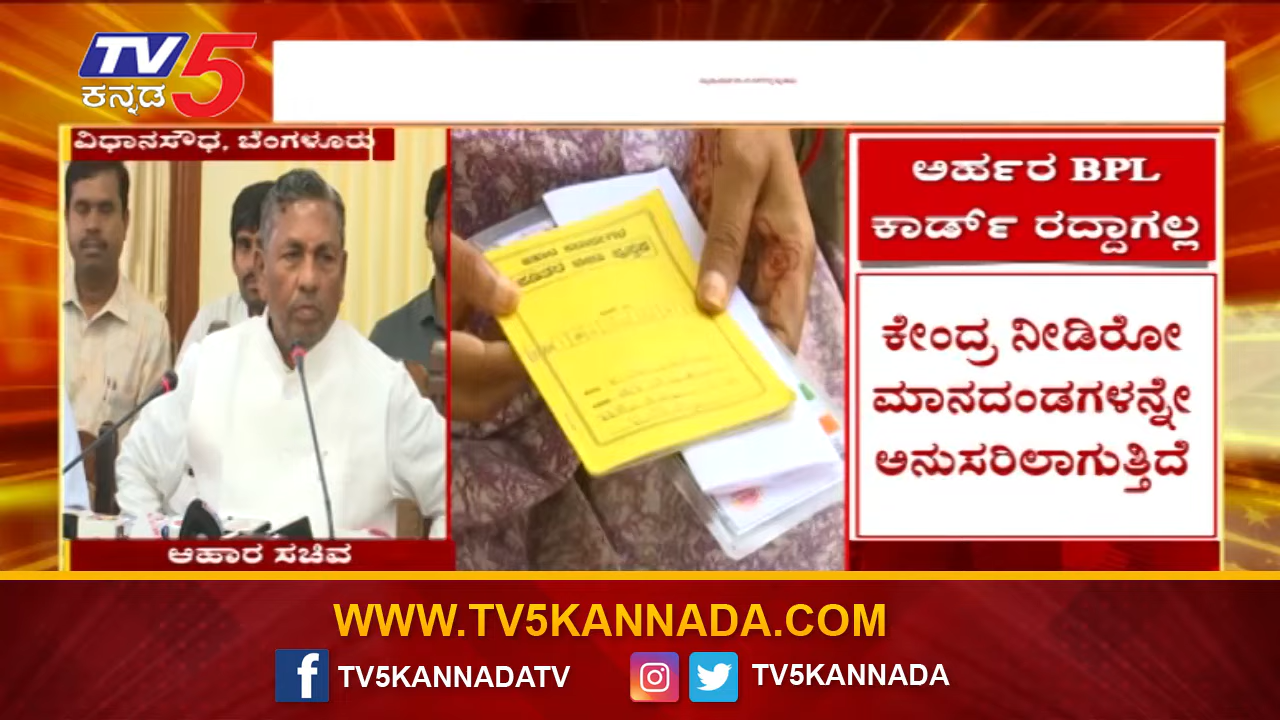 TV5
ಕನ್ನಡ
ವಿಧಾನಸೌಧ, ಬೆಂಗಳೂರು
ಅರ್ಹರ BPL
ಕಾರ್ಡ್ ರದ್ದಾಗಲ್ಲ
ಕೇಂದ್ರ ನೀಡಿರೋ
ಮಾನದಂಡಗಳನ್ನೇ
ಅನುಸರಿಲಾಗುತ್ತಿದೆ
ಆಹಾರ ಸಚಿವ
WWW.TV5KANNADA.COM
f TV5KANNADATV
TV5KANNADA